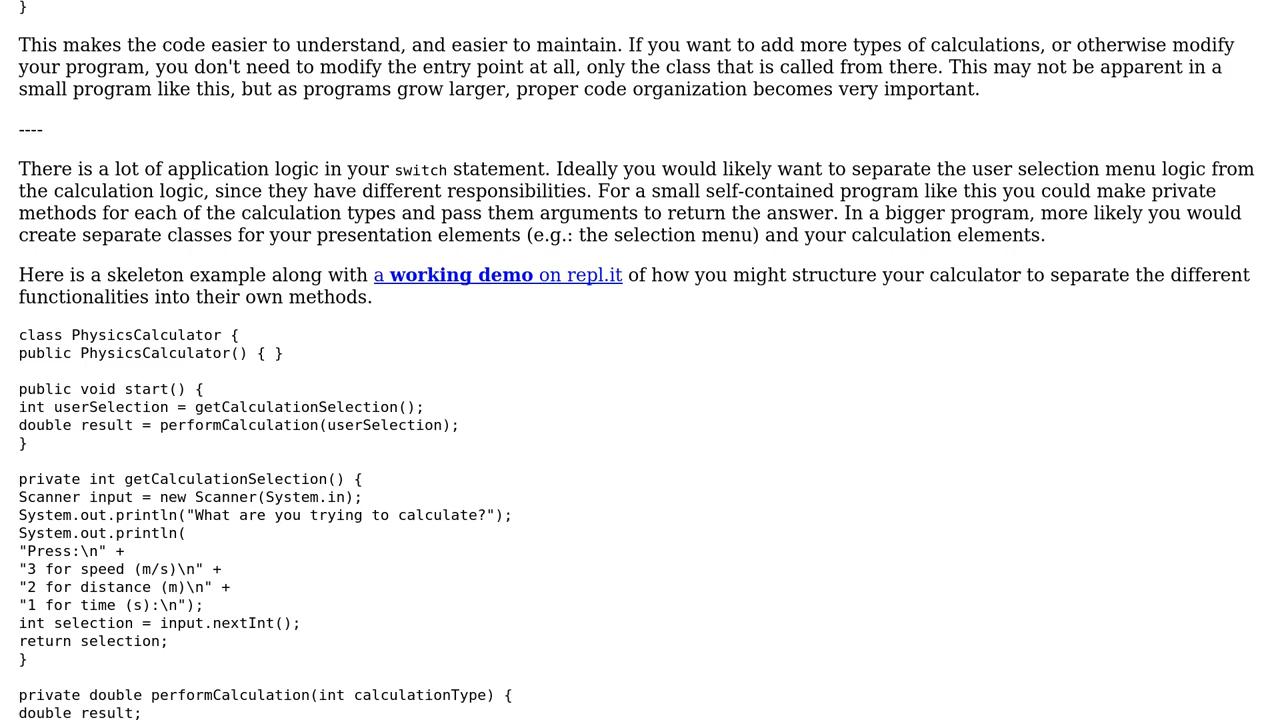 }
This makes the code easier to understand, and easier to maintain. If you want to add more types of calculations, or otherwise modify
your program, you don't need to modify the entry point at all, only the class that is called from there. This may not be apparent in a
small program like this, but as programs grow larger, proper code organization becomes very important.
----
There is a lot of application logic in your switch statement. Ideally you would likely want to separate the user selection menu logic from
the calculation logic, since they have different responsibilities. For a small self-contained program like this you could make private
methods for each of the calculation types and pass them arguments to return the answer. In a bigger program, more likely you would
create separate classes for your presentation elements (e.g.: the selection menu) and your calculation elements.
Here is a skeleton example along with a working demo on repl.it of how you might structure your calculator to separate the different
functionalities into their own methods.
class PhysicsCalculator {
public PhysicsCalculator() { }
public void start() {
int userSelection = getCalculationSelection();
double result = performCalculation(userSelection);
}
private int getCalculationSelection() {
Scanner input = new Scanner(System.in);
System.out.println("What are you trying to calculate?");
System.out.println(
"Press:\n" +
"3 for speed (m/s)\n" +
"2 for distance (m)\n" +
"1 for time (s):\n");
int selection = input.nextInt();
return selection;
}
private double performCalculation(int calculationType) {
double result;